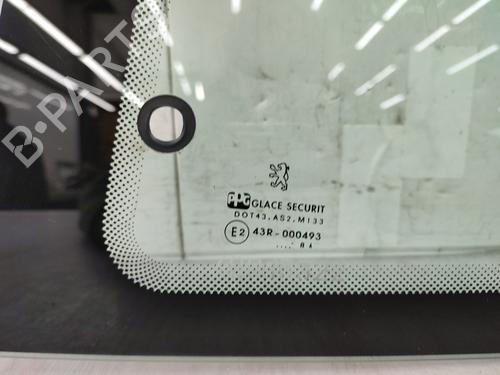 B-PARTS
PPG GLACE SECURIT
DOT43.AS2.M133
E2 43R-000493